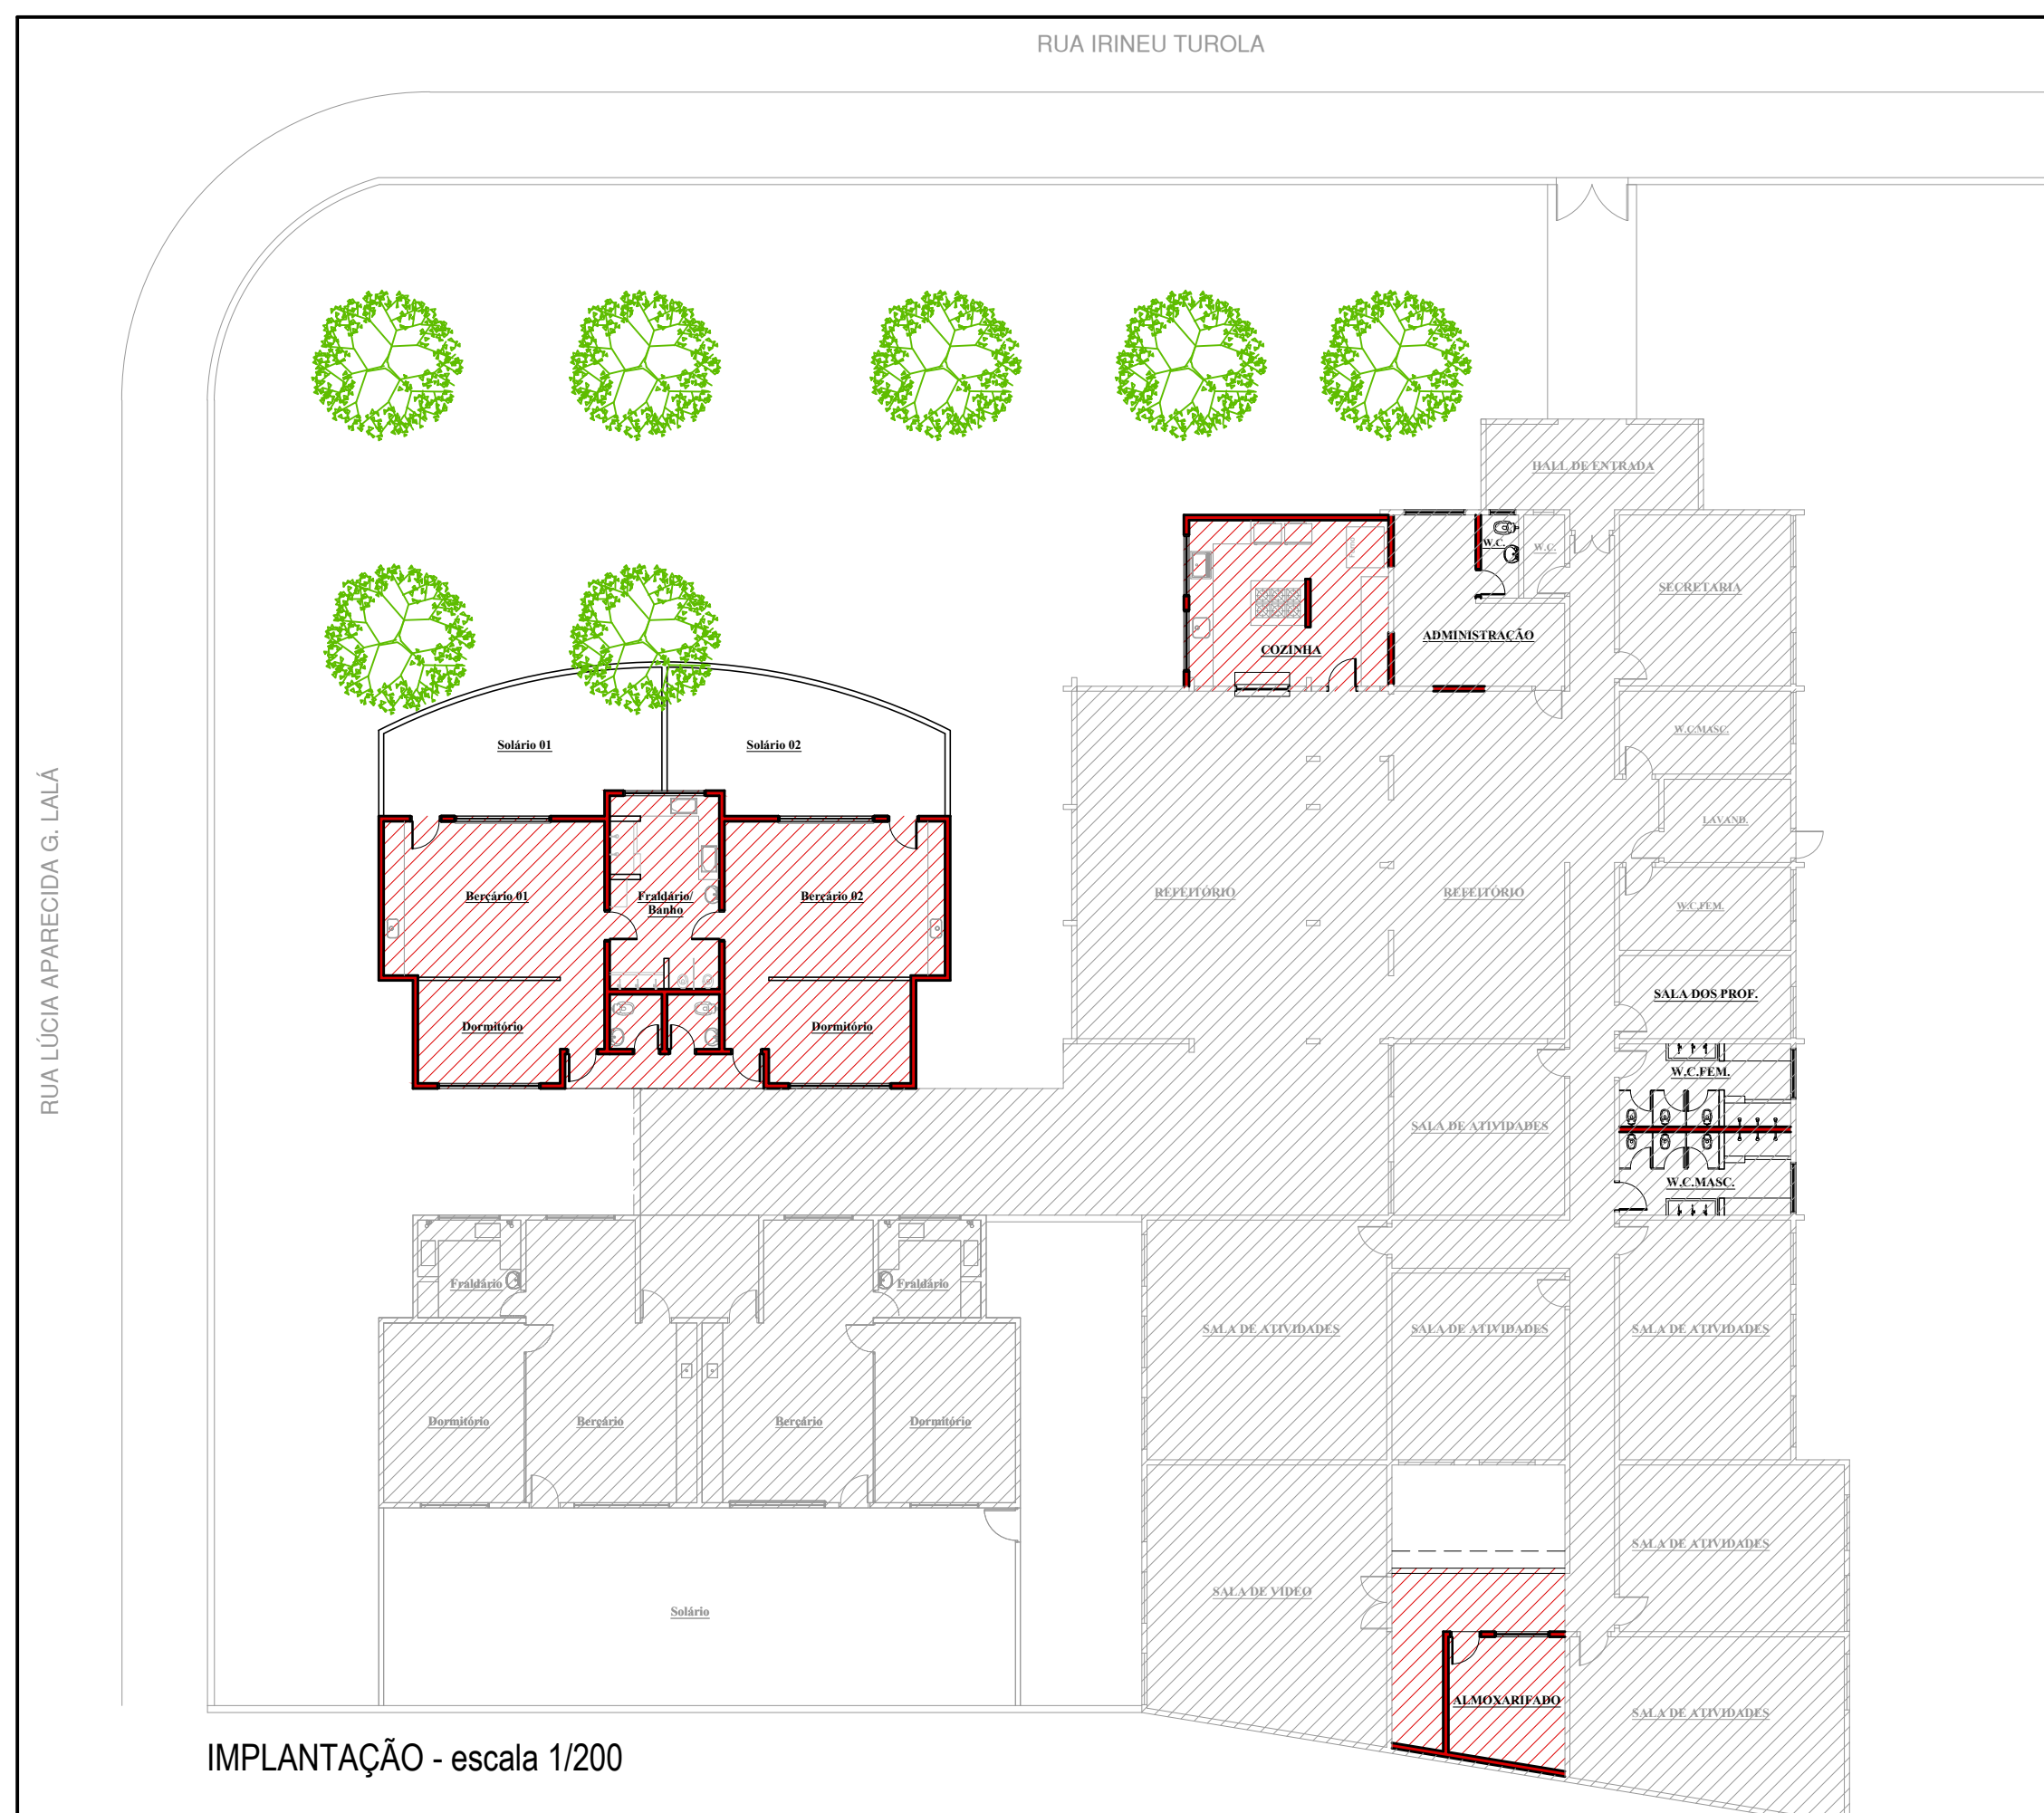 RUA IRINEU TUROLA
HALL DE ENTRADA
W.C.
W.C.
Forno
SECRETARIA
ADMINISTRAÇÃO
COZINHA
W.C.MASC.
Solário 01
Solário 02
RUA LÚCIA APARECIDA G. LALÁ
LAVAND.
Berçário 01
Fraldário/
Banho
Berçário 02
REFEITÓRIO
REFEITÓRIO
W.C.FEM.
SALA DOS PROF.
Dormitório
Dormitório
W.C.FEM.
SALA DE ATIVIDADES
W.C.MASC.
Fraldário
Fraldário
SALA DE ATIVIDADES
SALA DE ATIVIDADES
SALA DE ATIVIDADES
Dormitório
Berçário
Berçário
Dormitório
SALA DE ATIVIDADES
SALA DE VIDEO
Solário
ALMOXARIFADO
SALA DE ATIVIDADES
IMPLANTAÇÃO - escala 1/200